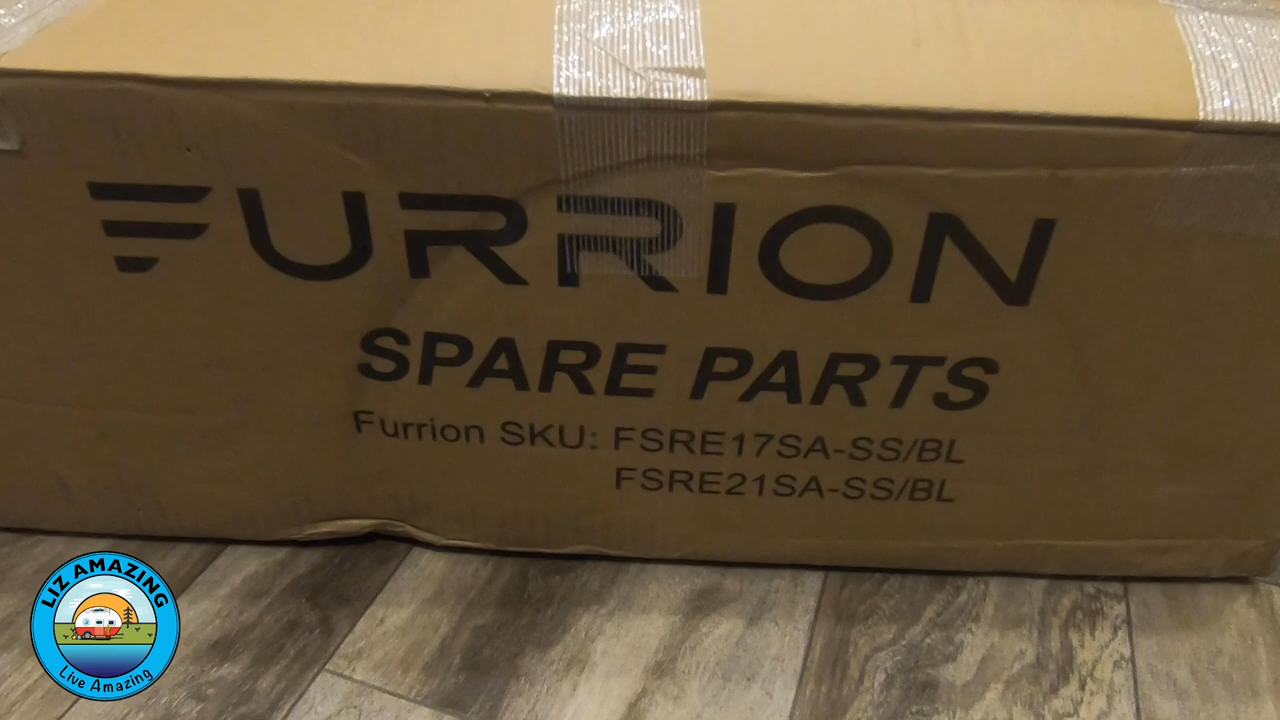 FURRION
SPARE PARTS
Furrion SKU: FSRE17SA-SS/BL
FSRE21SA-SS/BL
LIZ AMAZING
Live Amazing